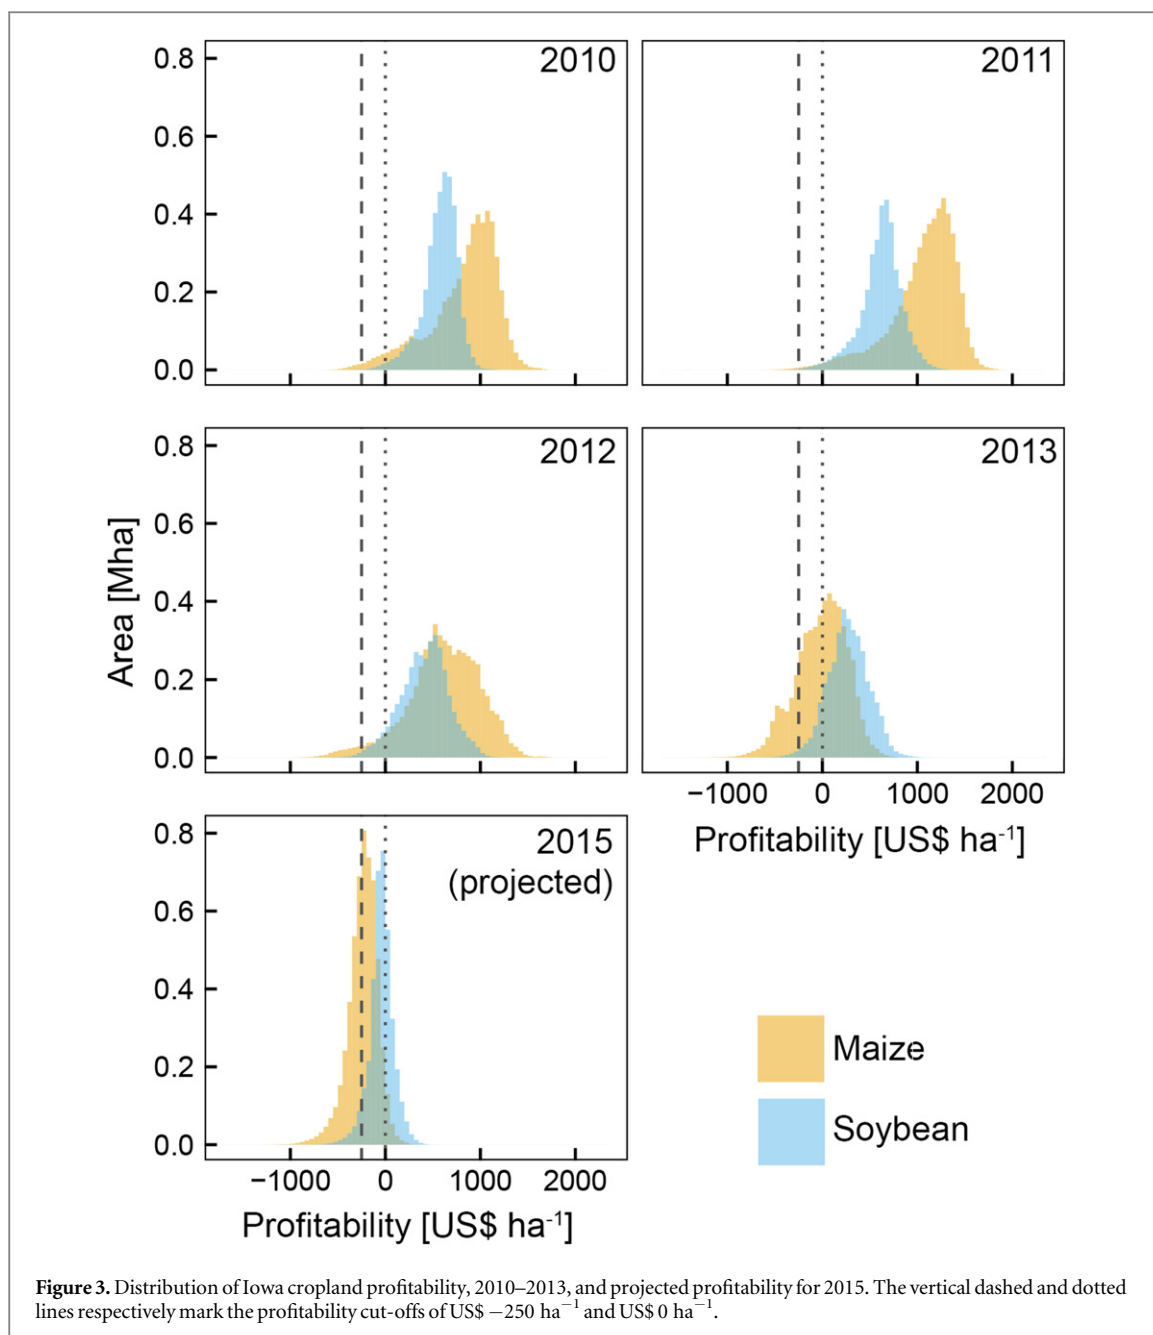 2010
0.8
0.6
0.4
0.2
0.0
2011
2012
0.8
0.6
0.4
0.2
0.0
2013
−1000 0 1000 2000
Profitability [US$ ha-1]
Area [Mha]
2015
(projected)
0.8
0.6
0.4
0.2
0.0
−1000 0 1000 2000
Profitability [US$ ha-1]
Maize
Soybean
Figure 3. Distribution of Iowa cropland profitability, 2010–2013, and projected profitability for 2015. The vertical dashed and dotted
lines respectively mark the profitability cut-offs of US$ −250 ha−1 and US$ 0 ha−1.